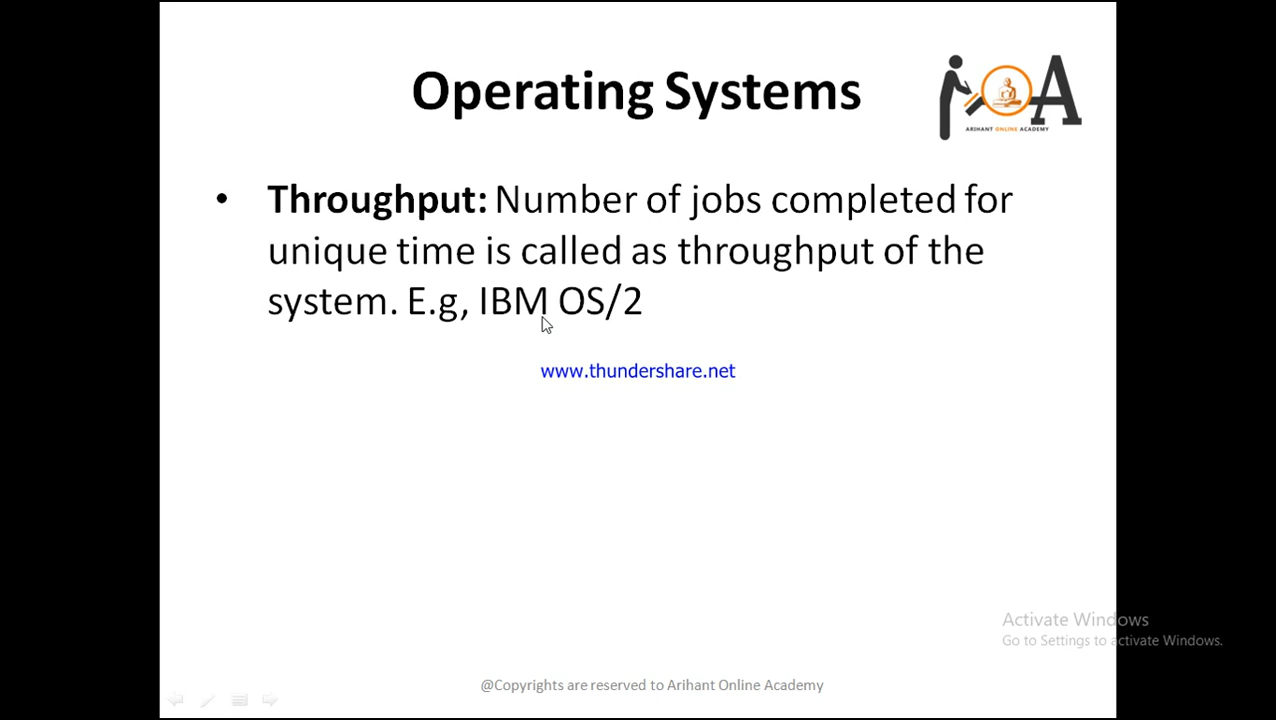 Operating Systems
A
ARIHANT ONLINE ACADEMY
• Throughput: Number of jobs completed for
unique time is called as throughput of the
system. E.g, IBM OS/2
www.thundershare.net
Activate Windows
Go to Settings to activate Windows.
@Copyrights are reserved to Arihant Online Academy